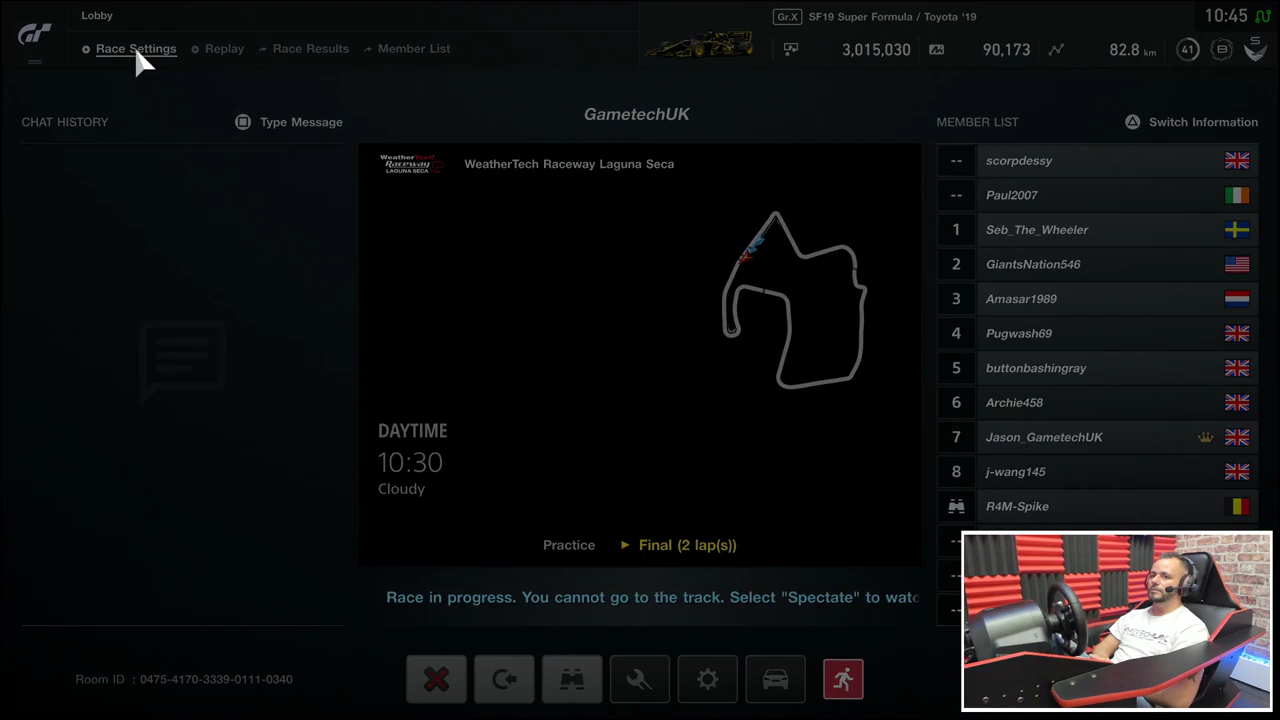 Lobby
Race Settings
Replay
Race Results
Member List
Gr.X
SF19 Super Formula / Toyota '19
3,015,030
90,173
82.8 km
10:45
41
B
S
CHAT HISTORY
Type Message
GametechUK
MEMBER LIST
Switch Information
WeatherTech
Raceway
LAGUNA SECA
WeatherTech Raceway Laguna Seca
-- scorpdessy
-- Paul2007
1 Seb_The_Wheeler
2 GiantsNation546
3 Amasar1989
4 Pugwash69
5 buttonbashingray
6 Archie458
7 Jason_GametechUK
8 j-wang145
R4M-Spike
DAYTIME
10:30
Cloudy
Practice
Final (2 lap(s))
Race in progress. You cannot go to the track. Select "Spectate" to watc
Room ID : 0475-4170-3339-0111-0340